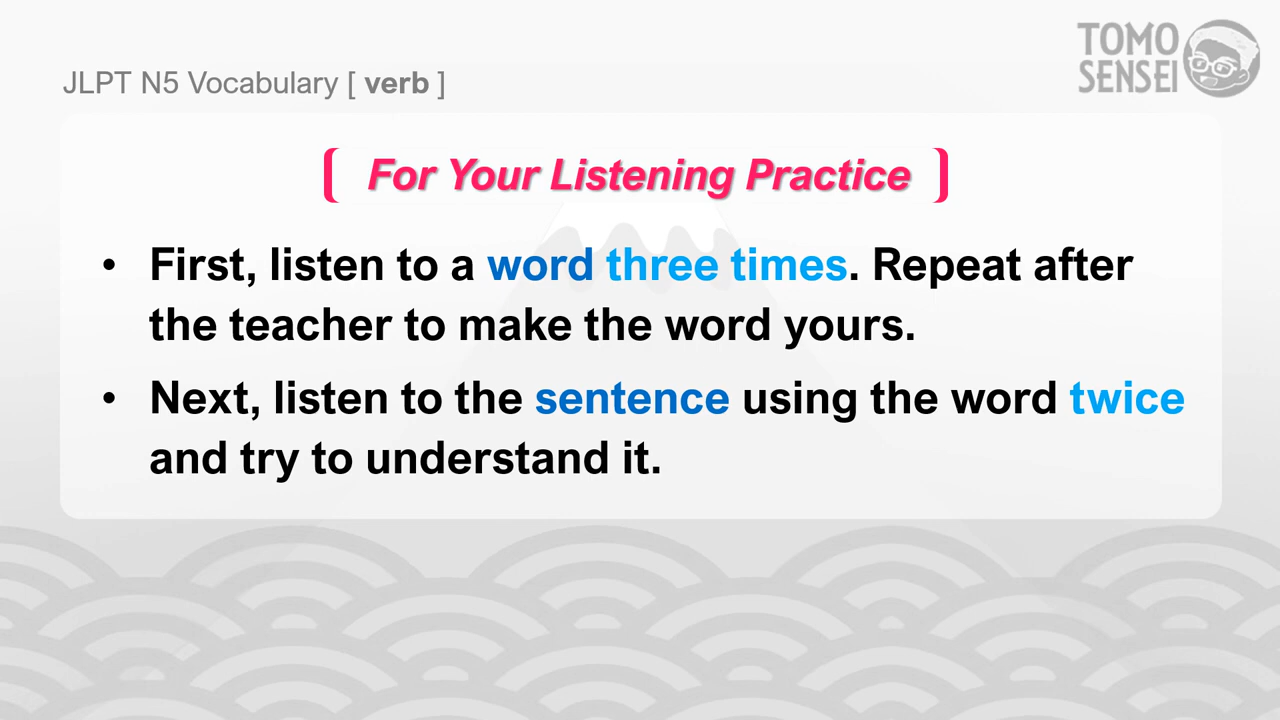 TOMO
SENSEI
JLPT N5 Vocabulary [ verb ]
For Your Listening Practice
• First, listen to a word three times. Repeat after
the teacher to make the word yours.
• Next, listen to the sentence using the word twice
and try to understand it.